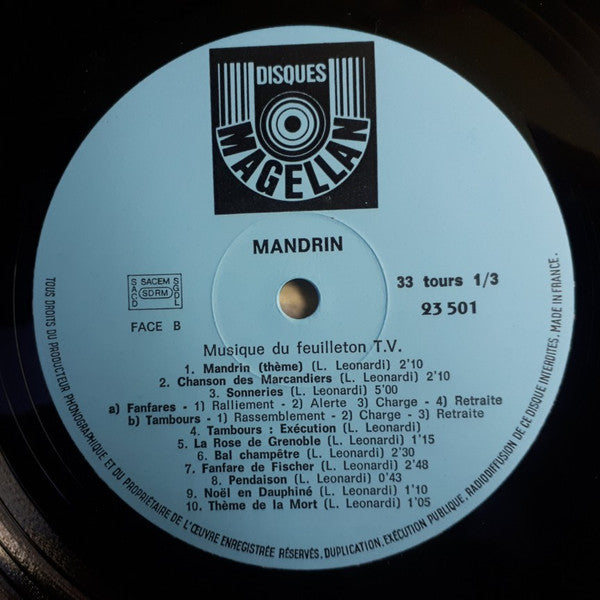 DISQUES
MAGELLAN
MANDRIN
SACD
SACEM
SDRM
SGDL
33 tours 1/3
FACE B
23 501
Musique du feuilleton T.V.
1. Mandrin (thème) (L. Leonardi) 2'10
2. Chanson des Marcandiers (L. Leonardi) 2'10
3. Sonneries (L. Leonardi) 5'00
a) Fanfares - 1) Ralliement - 2) Alerte 3) Charge - 4) Retraite
b) Tambours - 1) Rassemblement - 2) Charge - 3) Retraite
4. Tambours : Exécution (L. Leonardi)
5. La Rose de Grenoble (L. Leonardi) 1'15
6. Bal champêtre (L. Leonardi) 2'30
7. Fanfare de Fischer (L. Leonardi) 2'48
8. Pendaison (L. Leonardi) 0'43
9. Noël en Dauphiné (L. Leonardi) 1'10
10. Thème de la Mort (L. Leonardi) 1'05
TOUS DROITS DU PRODUCTEUR PHONOGRAPHIQUE ET DU PROPRIÉTAIRE DE L'ŒUVRE ENREGISTRÉE RÉSERVÉS. DUPLICATION, EXÉCUTION PUBLIQUE, RADIODIFFUSION DE CE DISQUE INTERDITES. MADE IN FRANCE.